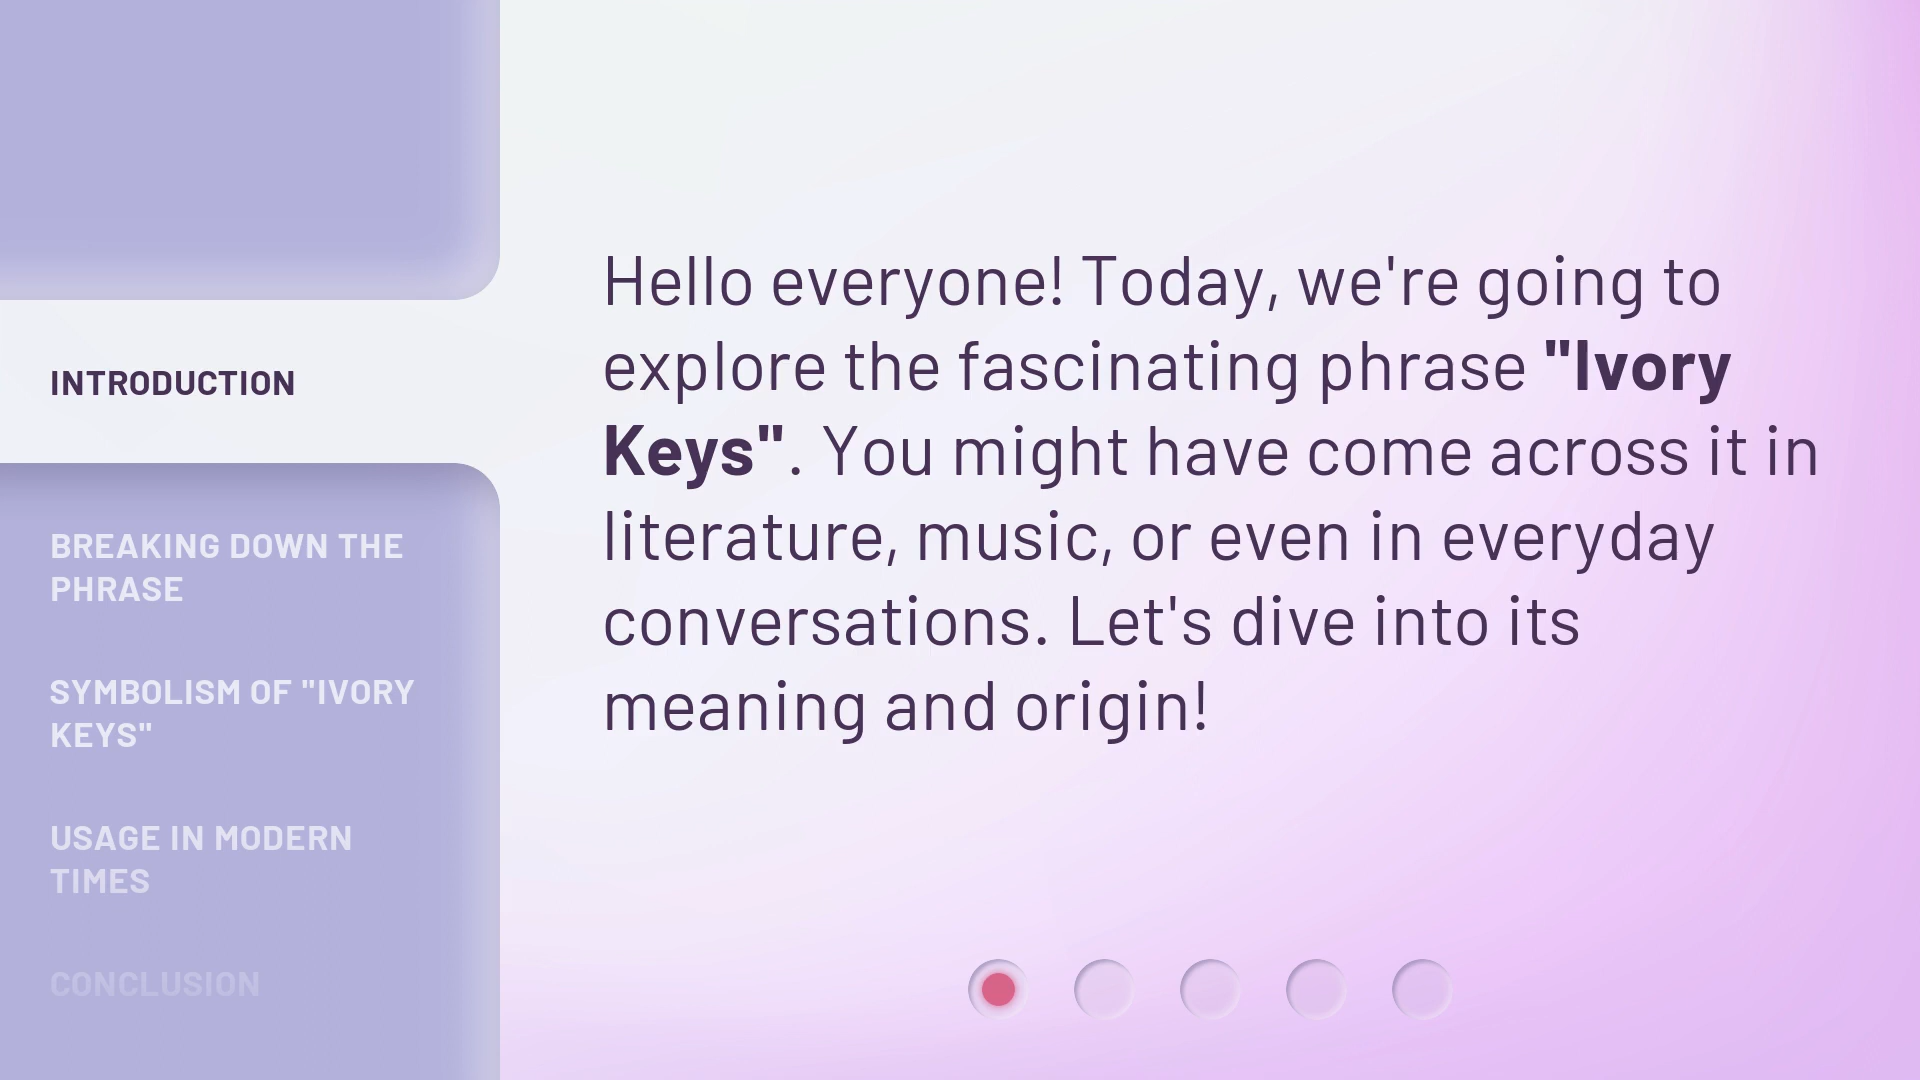 INTRODUCTION
BREAKING DOWN THE
PHRASE
SYMBOLISM OF "IVORY
KEYS"
USAGE IN MODERN
TIMES
CONCLUSION
Hello everyone! Today, we're going to
explore the fascinating phrase "Ivory
Keys". You might have come across it in
literature, music, or even in everyday
conversations. Let's dive into its
meaning and origin!